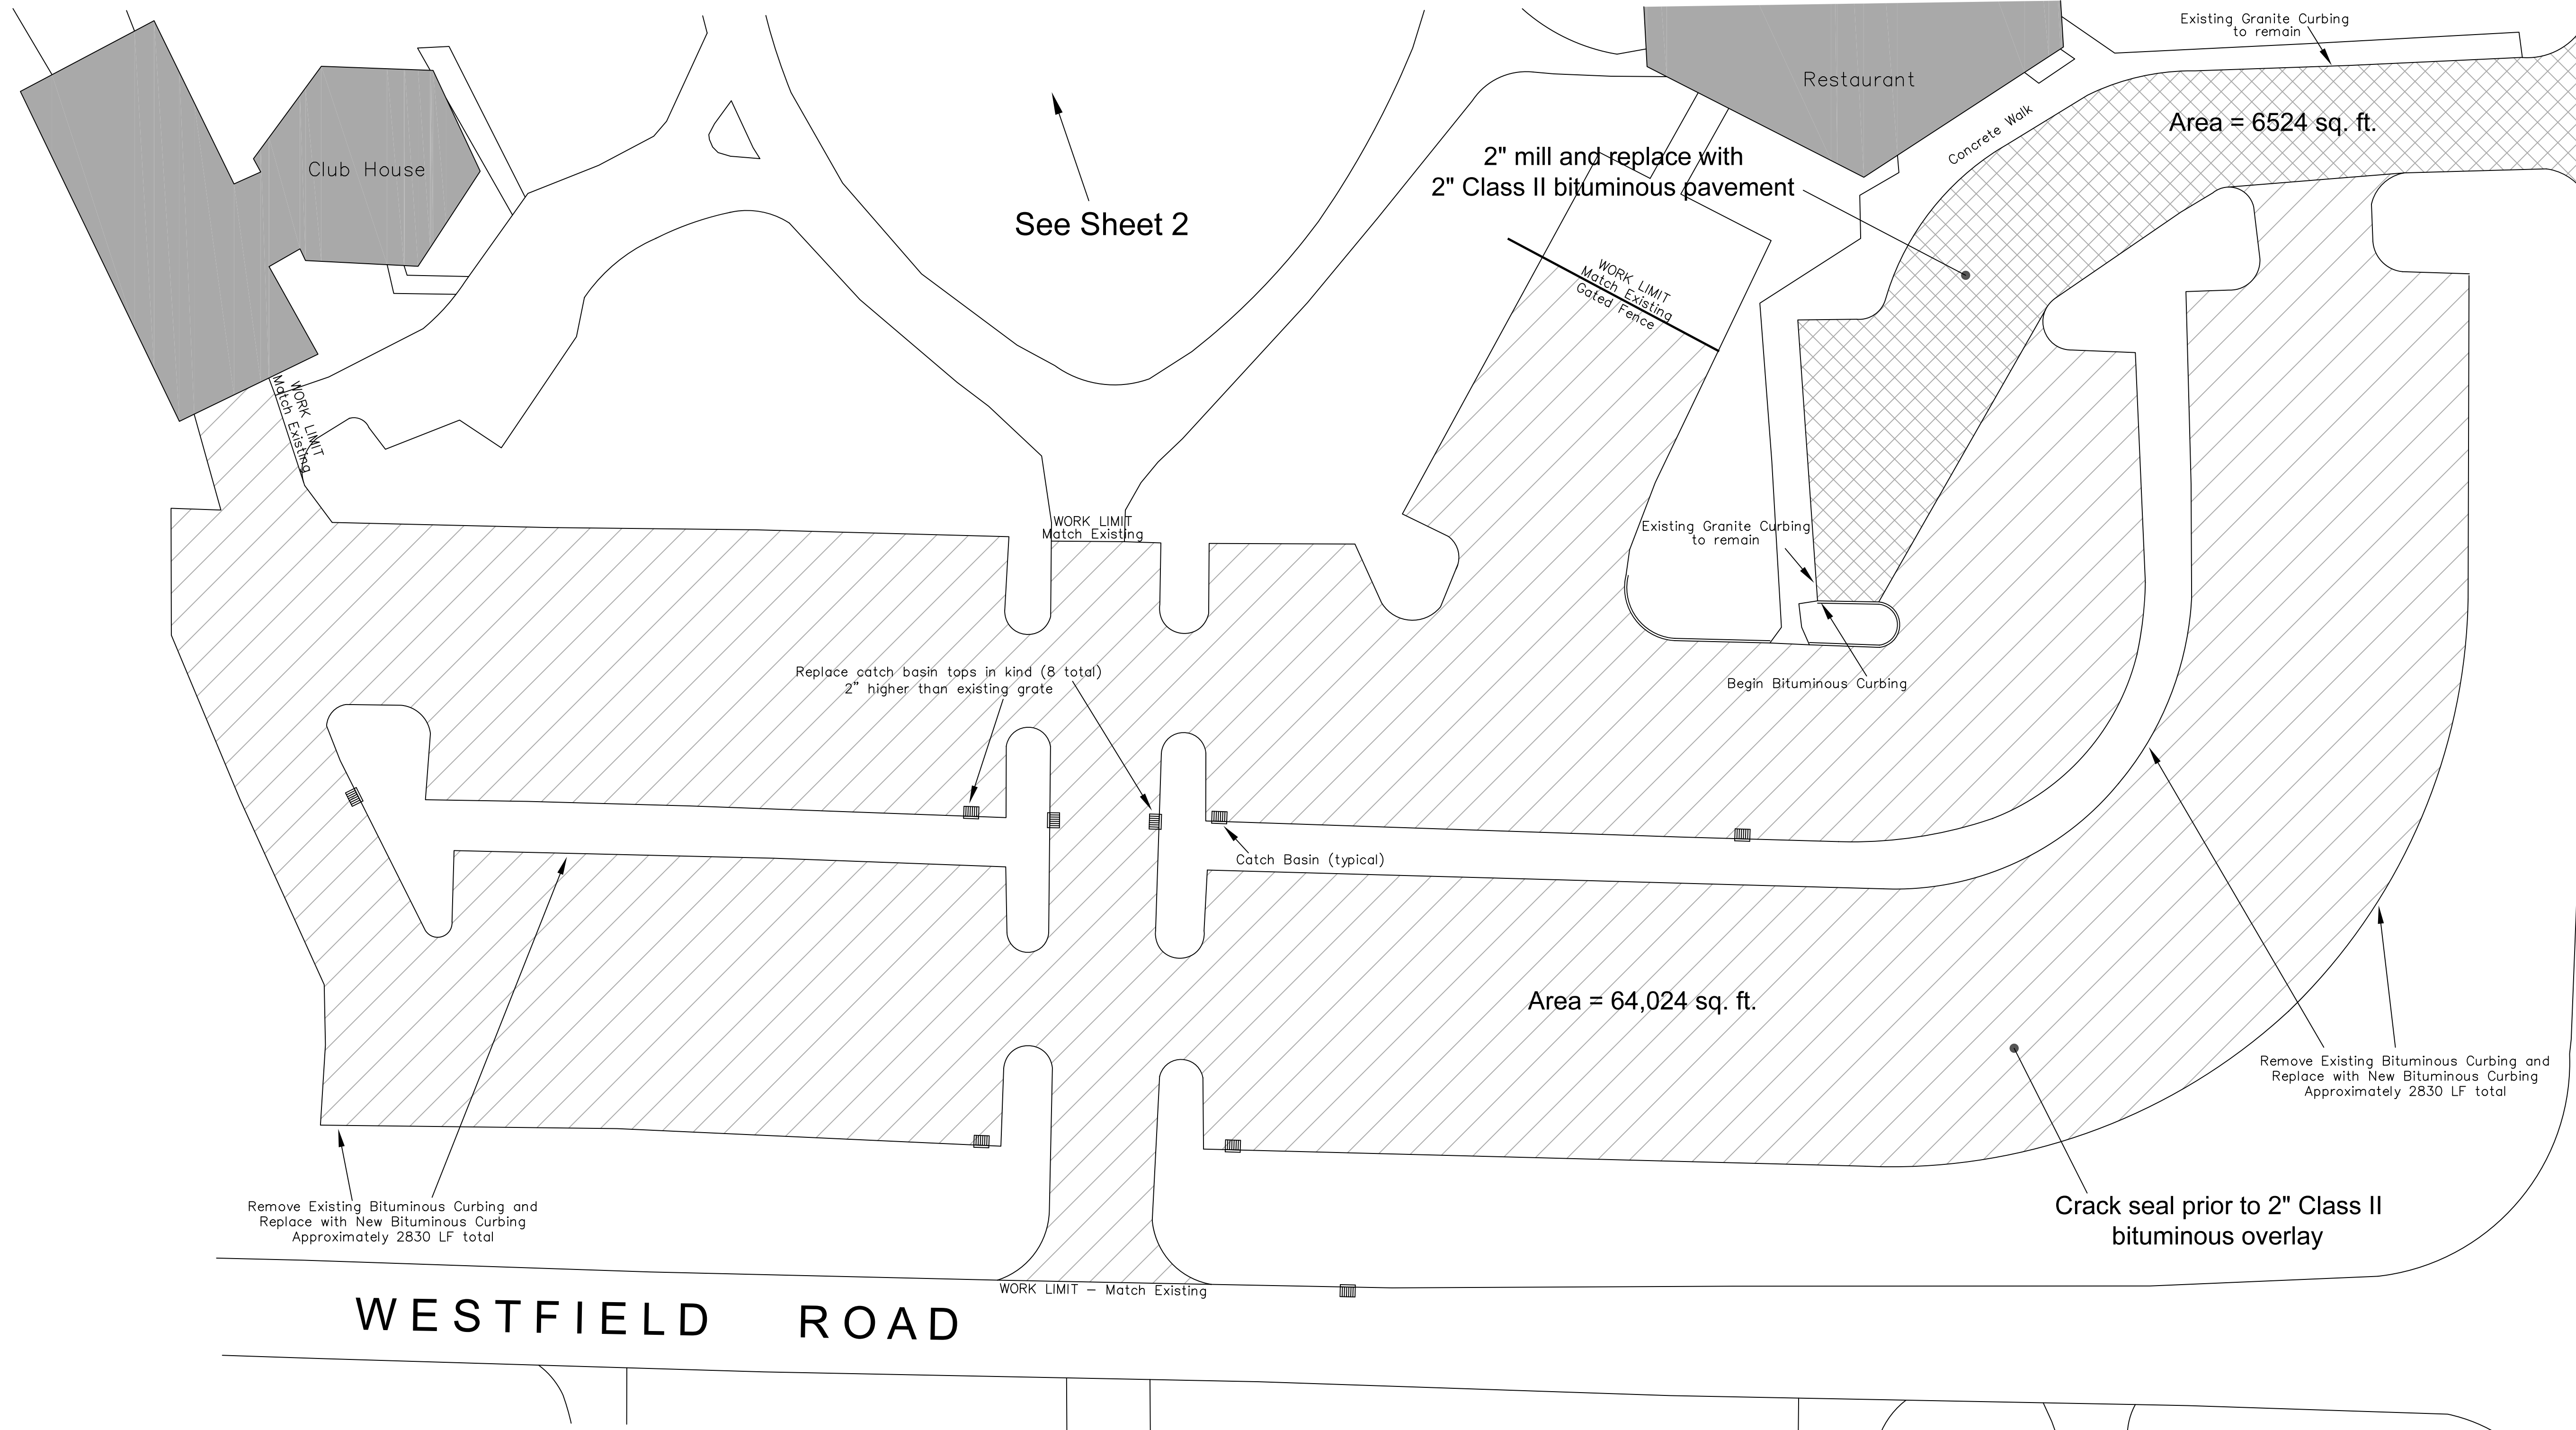 Existing Granite Curbing
to remain
Restaurant
Area = 6524 sq. ft.
Concrete Walk
2" mill and replace with
2" Class II bituminous pavement
Club House
See Sheet 2
WORK LIMIT
Match Existing
Gated Fence
WORK LIMIT
Match Existing
WORK LIMIT
Match Existing
Existing Granite Curbing
to remain
Replace catch basin tops in kind (8 total)
2" higher than existing grate
Begin Bituminous Curbing
Catch Basin (typical)
Area = 64,024 sq. ft.
Remove Existing Bituminous Curbing and
Replace with New Bituminous Curbing
Approximately 2830 LF total
Crack seal prior to 2" Class II
bituminous overlay
Remove Existing Bituminous Curbing and
Replace with New Bituminous Curbing
Approximately 2830 LF total
WORK LIMIT – Match Existing
WESTFIELD ROAD